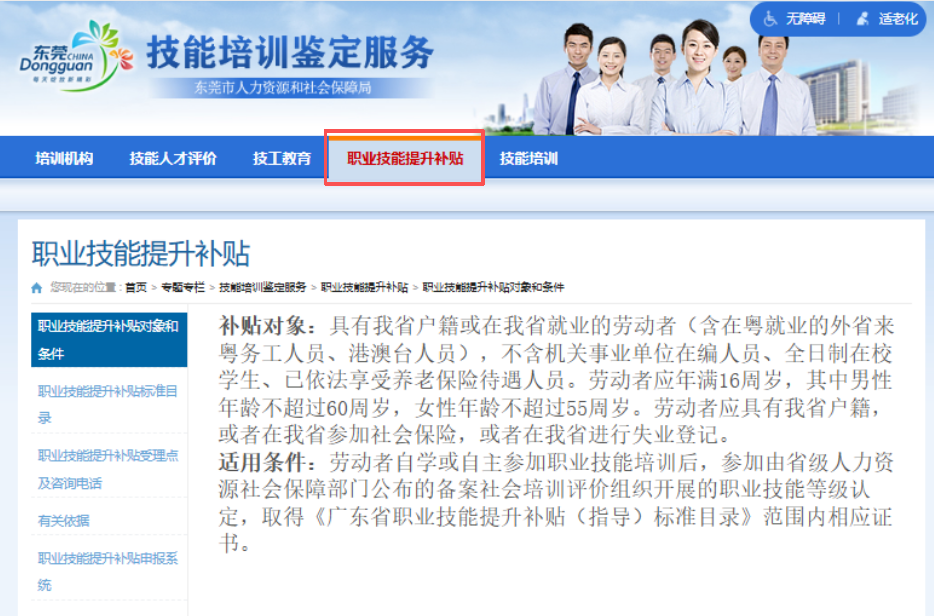 无障碍
适老化
东莞
CHINA
Dongguan
每天绽放新精彩
技能培训鉴定服务
东莞市人力资源和社会保障局
培训机构
技能人才评价
技工教育
职业技能提升补贴
技能培训
职业技能提升补贴
您现在的位置：首页 > 专题专栏 > 技能培训鉴定服务 > 职业技能提升补贴 > 职业技能提升补贴对象和条件
职业技能提升补贴对象和
条件
职业技能提升补贴标准目
录
职业技能提升补贴受理点
及咨询电话
有关依据
职业技能提升补贴申报系
统
补贴对象：具有我省户籍或在我省就业的劳动者（含在粤就业的外省来
粤务工人员、港澳台人员），不含机关事业单位在编人员、全日制在校
学生、已依法享受养老保险待遇人员。劳动者应年满16周岁，其中男性
年龄不超过60周岁，女性年龄不超过55周岁。劳动者应具有我省户籍，
或者在我省参加社会保险，或者在我省进行失业登记。
适用条件：劳动者自学或自主参加职业技能培训后，参加由省级人力资
源社会保障部门公布的备案社会培训评价组织开展的职业技能等级认
定，取得《广东省职业技能提升补贴（指导）标准目录》范围内相应证
书。